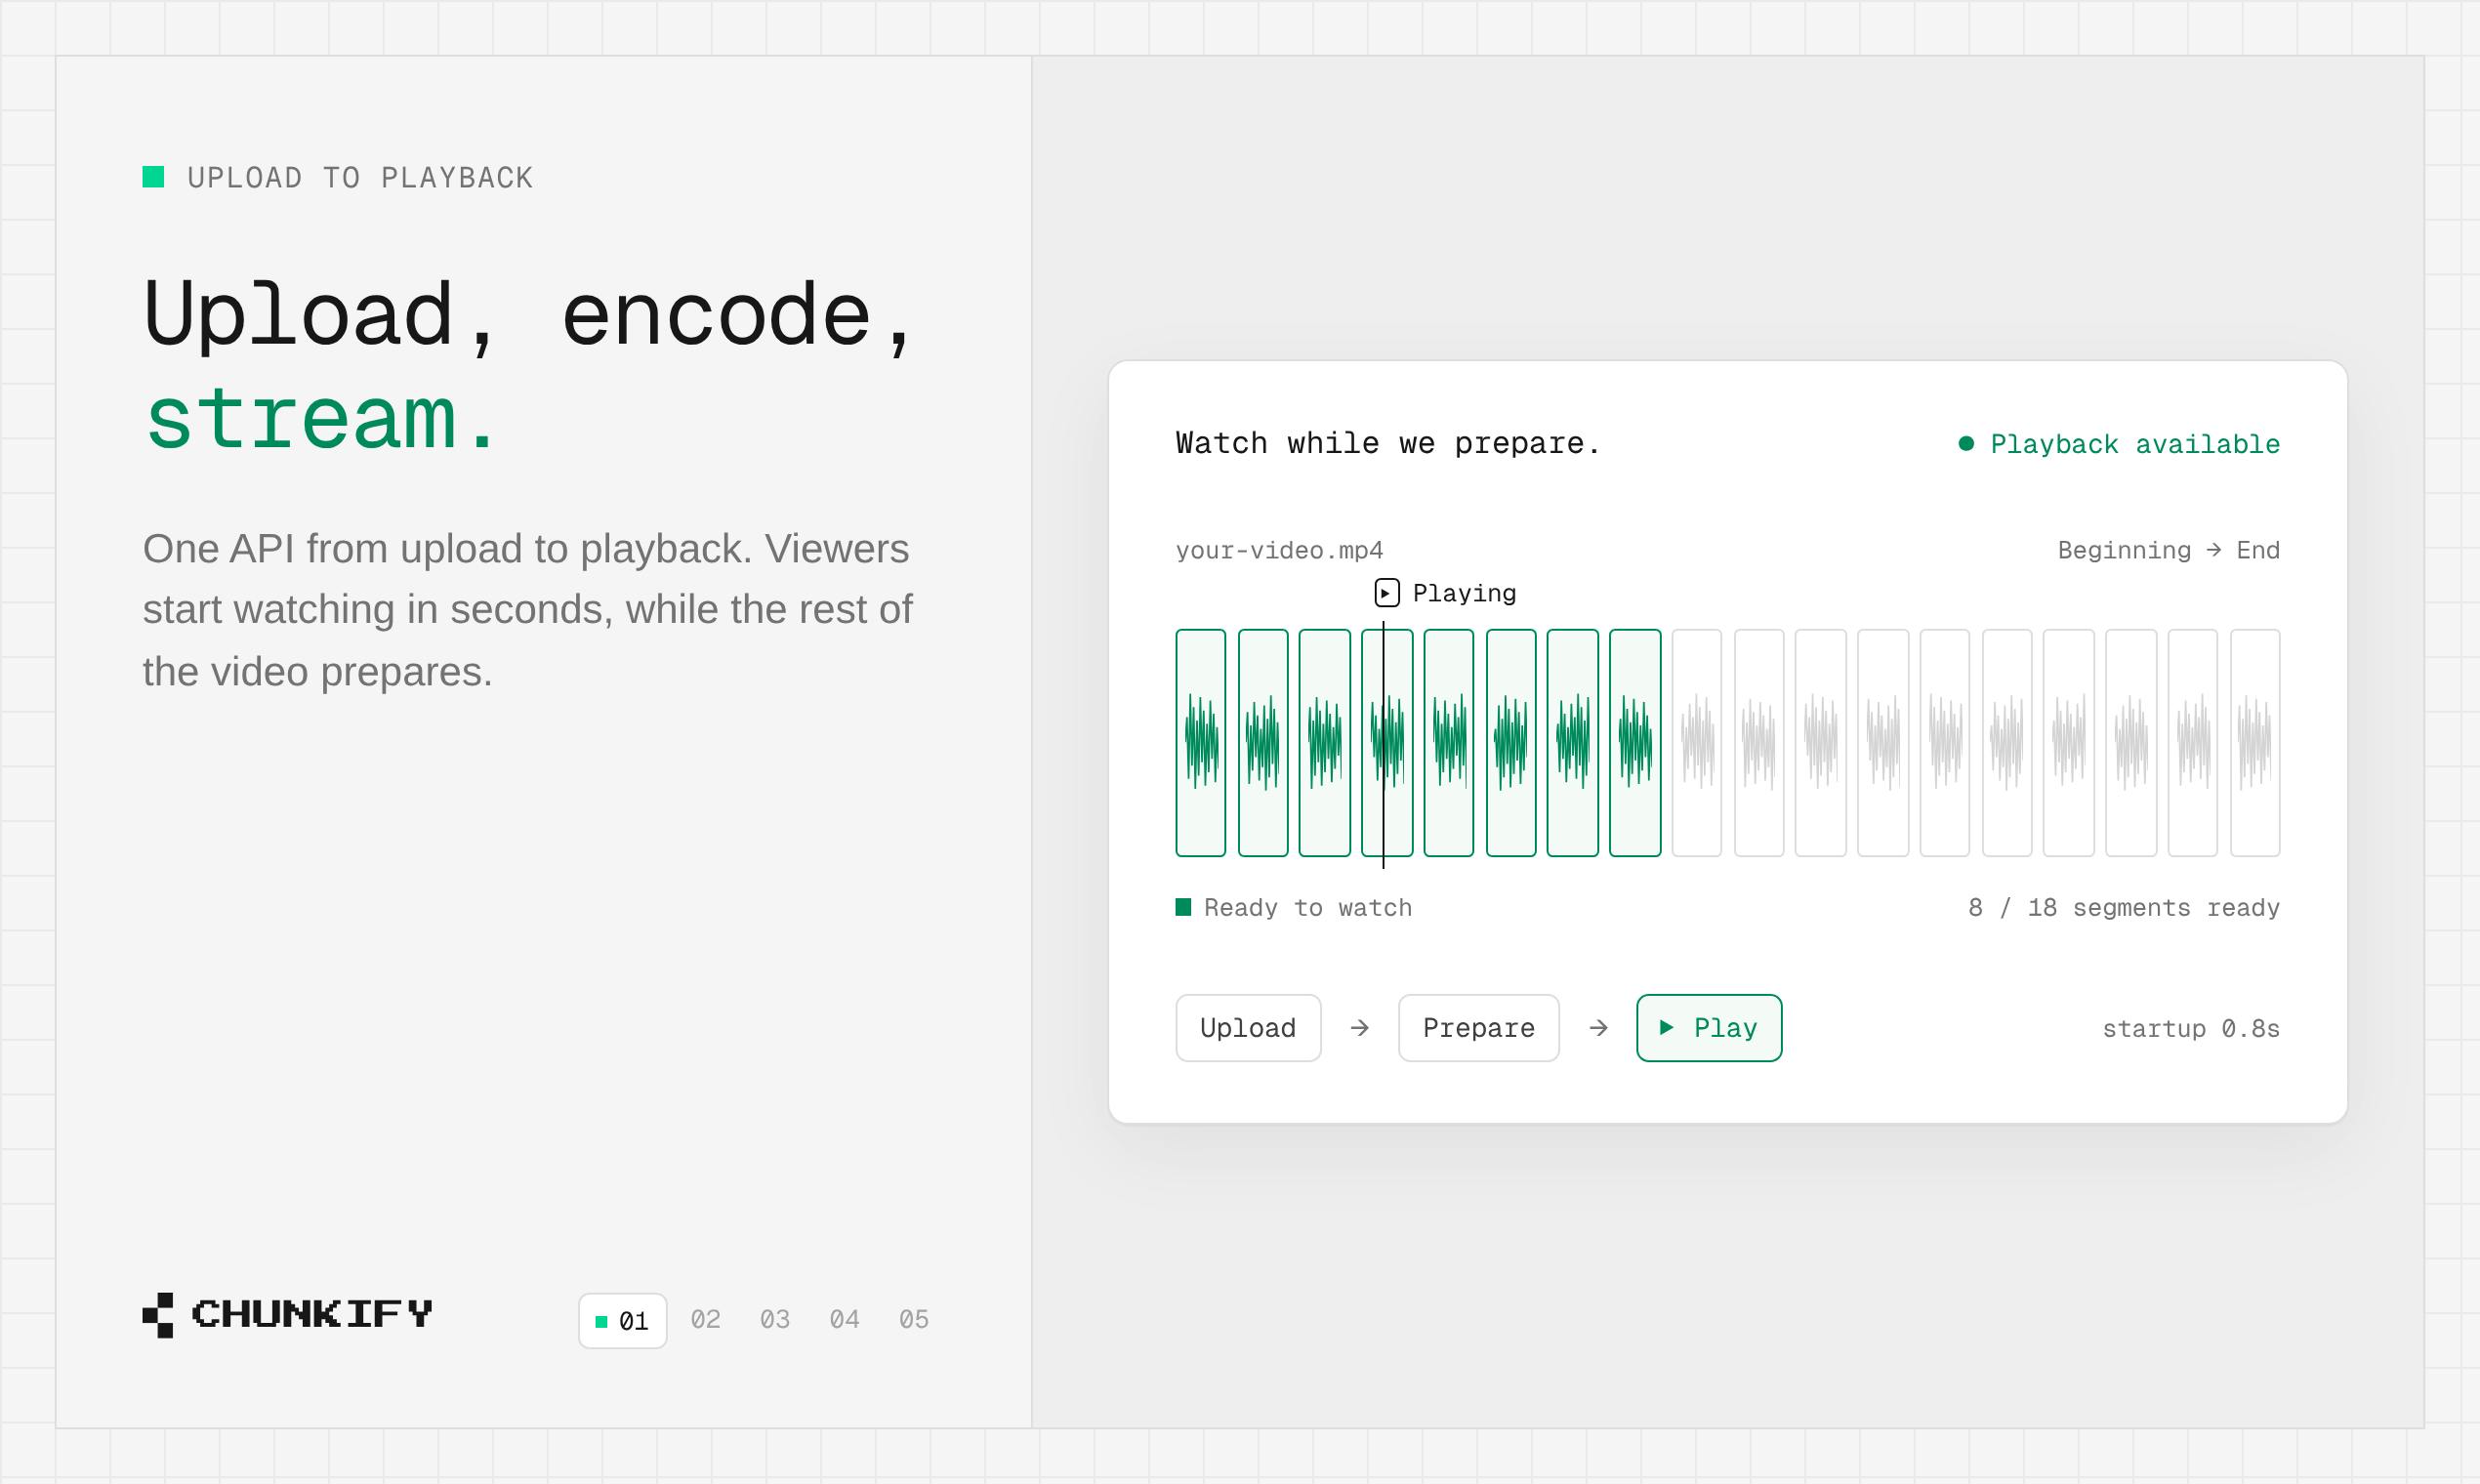 UPLOAD TO PLAYBACK
Upload, encode,
stream.
One API from upload to playback. Viewers
start watching in seconds, while the rest of
the video prepares.
CHUNKIFY
01 02 03 04 05
Watch while we prepare.
Playback available
your-video.mp4
Beginning → End
Playing
Ready to watch
8 / 18 segments ready
Upload → Prepare → Play
startup 0.8s